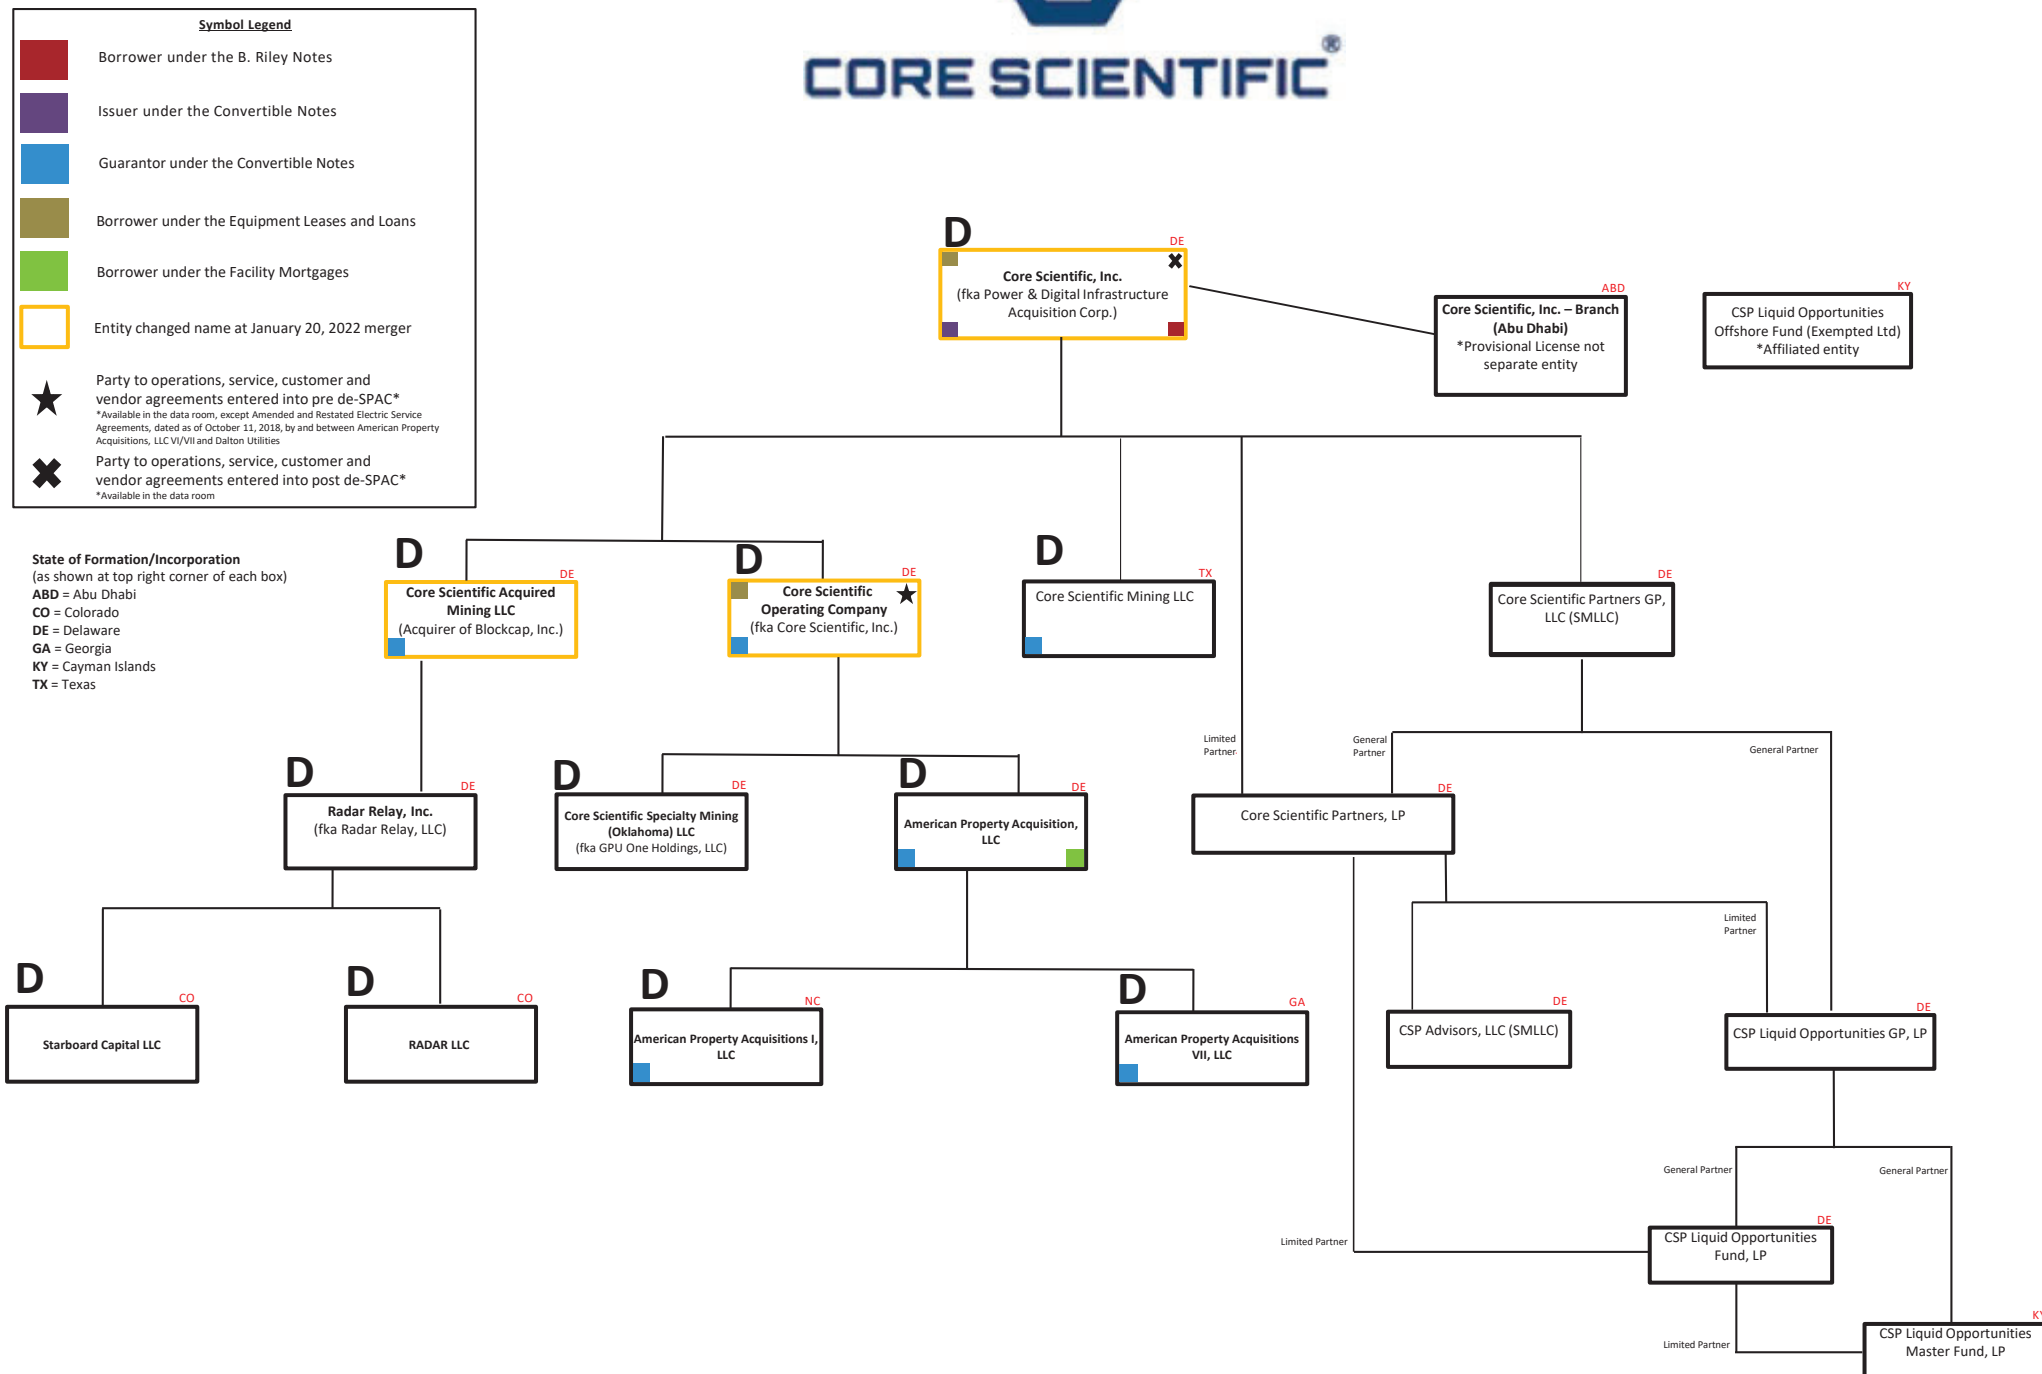 Symbol Legend
Borrower under the B. Riley Notes
Issuer under the Convertible Notes
Guarantor under the Convertible Notes
Borrower under the Equipment Leases and Loans
Borrower under the Facility Mortgages
Entity changed name at January 20, 2022 merger
Party to operations, service, customer and
vendor agreements entered into pre de-SPAC*
*Available in the data room, except Amended and Restated Electric Service
Agreements, dated as of October 11, 2018, by and between American Property
Acquisitions, LLC VI/VII and Dalton Utilities
Party to operations, service, customer and
vendor agreements entered into post de-SPAC*
*Available in the data room
CORE SCIENTIFIC®
State of Formation/Incorporation
(as shown at top right corner of each box)
ABD = Abu Dhabi
CO = Colorado
DE = Delaware
GA = Georgia
KY = Cayman Islands
TX = Texas
D
DE
Core Scientific, Inc.
(fka Power & Digital Infrastructure
Acquisition Corp.)
ABD
Core Scientific, Inc. – Branch
(Abu Dhabi)
*Provisional License not
separate entity
KY
CSP Liquid Opportunities
Offshore Fund (Exempted Ltd)
*Affiliated entity
D
DE
Core Scientific Acquired
Mining LLC
(Acquirer of Blockcap, Inc.)
D
DE
Core Scientific
Operating Company
(fka Core Scientific, Inc.)
D
TX
Core Scientific Mining LLC
DE
Core Scientific Partners GP,
LLC (SMLLC)
Limited
Partner
General
Partner
General Partner
D
DE
Radar Relay, Inc.
(fka Radar Relay, LLC)
D
DE
Core Scientific Specialty Mining
(Oklahoma) LLC
(fka GPU One Holdings, LLC)
D
DE
American Property Acquisition,
LLC
DE
Core Scientific Partners, LP
Limited
Partner
D
CO
Starboard Capital LLC
D
CO
RADAR LLC
D
NC
American Property Acquisitions I,
LLC
D
GA
American Property Acquisitions
VII, LLC
DE
CSP Advisors, LLC (SMLLC)
DE
CSP Liquid Opportunities GP, LP
General Partner
General Partner
Limited Partner
DE
CSP Liquid Opportunities
Fund, LP
Limited Partner
KY
CSP Liquid Opportunities
Master Fund, LP